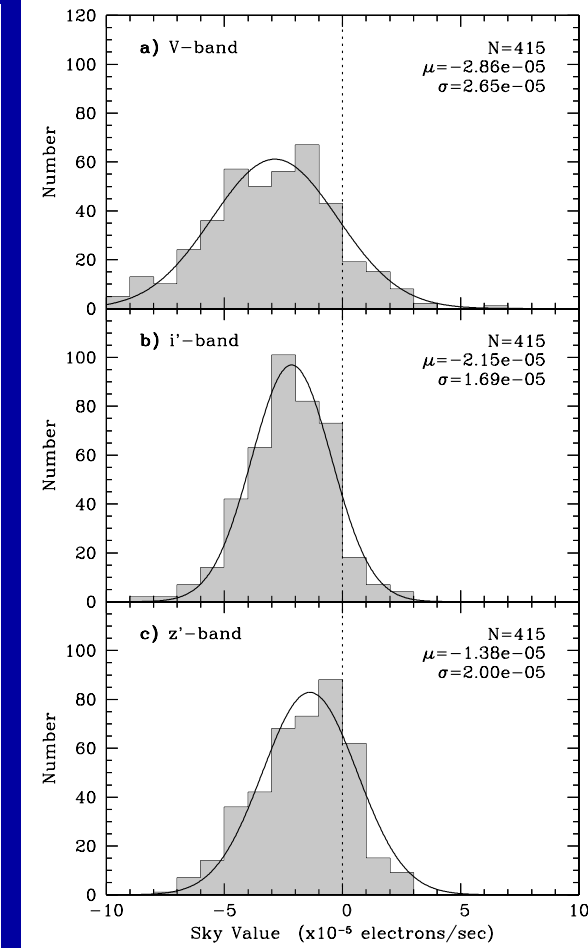 120
100
80
60
40
20
0
Number
a) V-band
N=415
μ=-2.86e-05
σ=2.65e-05
100
80
60
40
20
0
Number
b) i'-band
N=415
μ=-2.15e-05
σ=1.69e-05
100
80
60
40
20
0
Number
c) z'-band
N=415
μ=-1.38e-05
σ=2.00e-05
-10 -5 0 5 10
Sky Value (x10⁻⁵ electrons/sec)